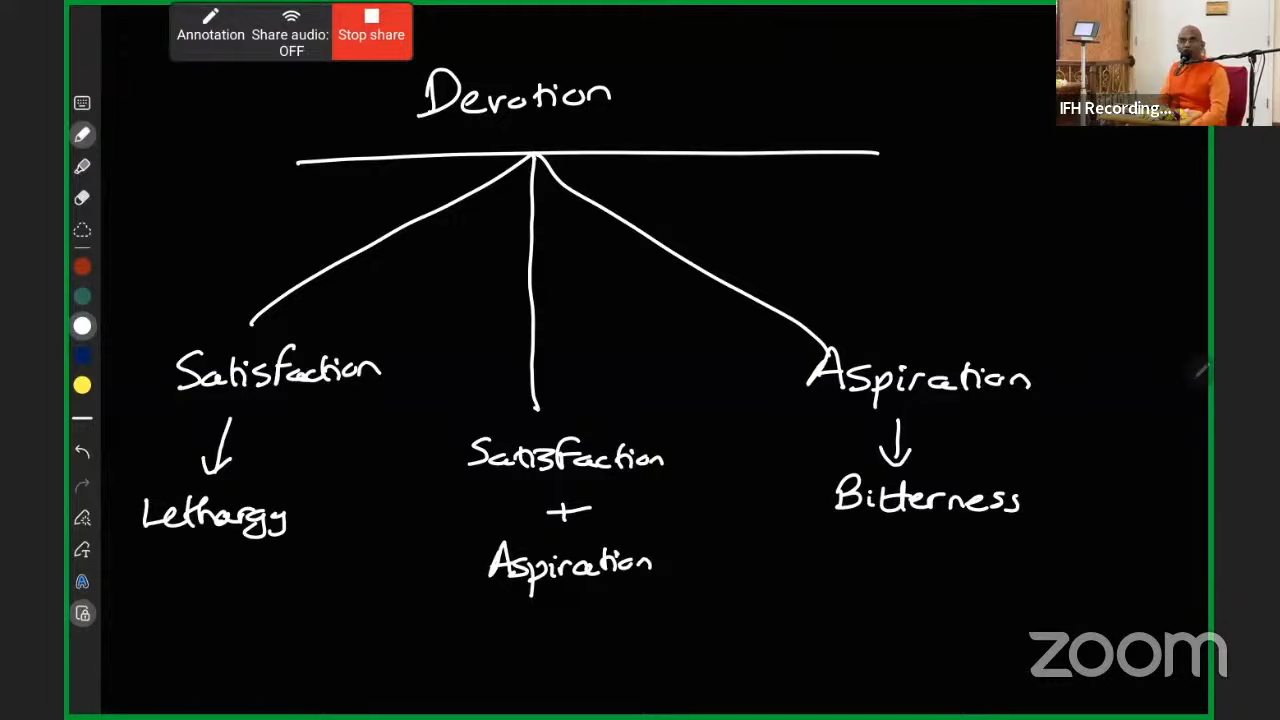 Annotation
Share audio:
OFF
Stop share
IFH Recording...
Devotion
Satisfaction
Lethargy
Satisfaction
+
Aspiration
Aspiration
Bitterness
zoom